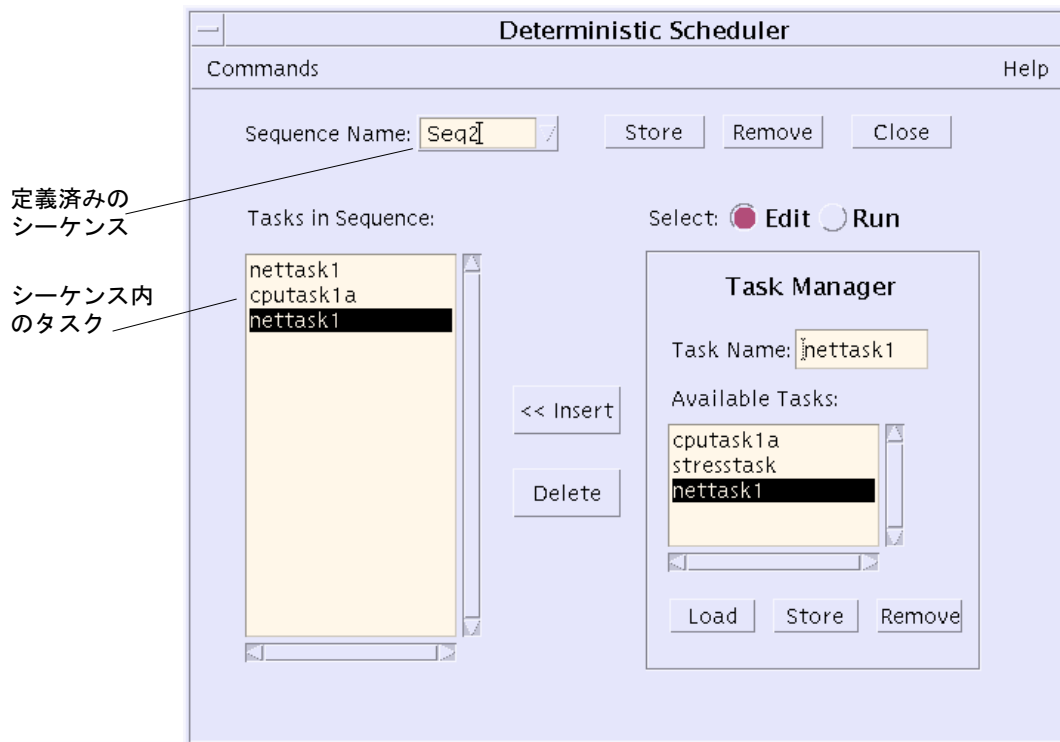 Deterministic Scheduler
Commands Help
Sequence Name: Seq2 Store Remove Close
定義済みの
シーケンス
Tasks in Sequence:
Select: Edit Run
シーケンス内
のタスク
nettask1
cputask1a
nettask1
<< Insert
Delete
Task Manager
Task Name: nettask1
Available Tasks:
cputask1a
stresstask
nettask1
Load Store Remove